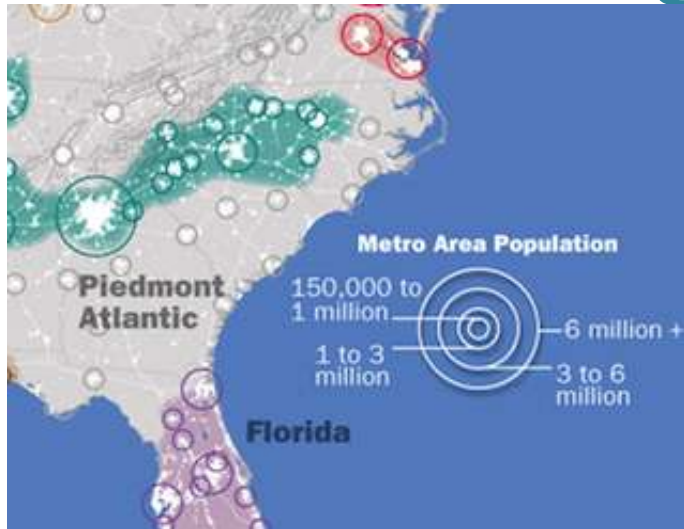 Metro Area Population
150,000 to
1 million
6 million +
1 to 3
million
3 to 6
million
Piedmont
Atlantic
Florida